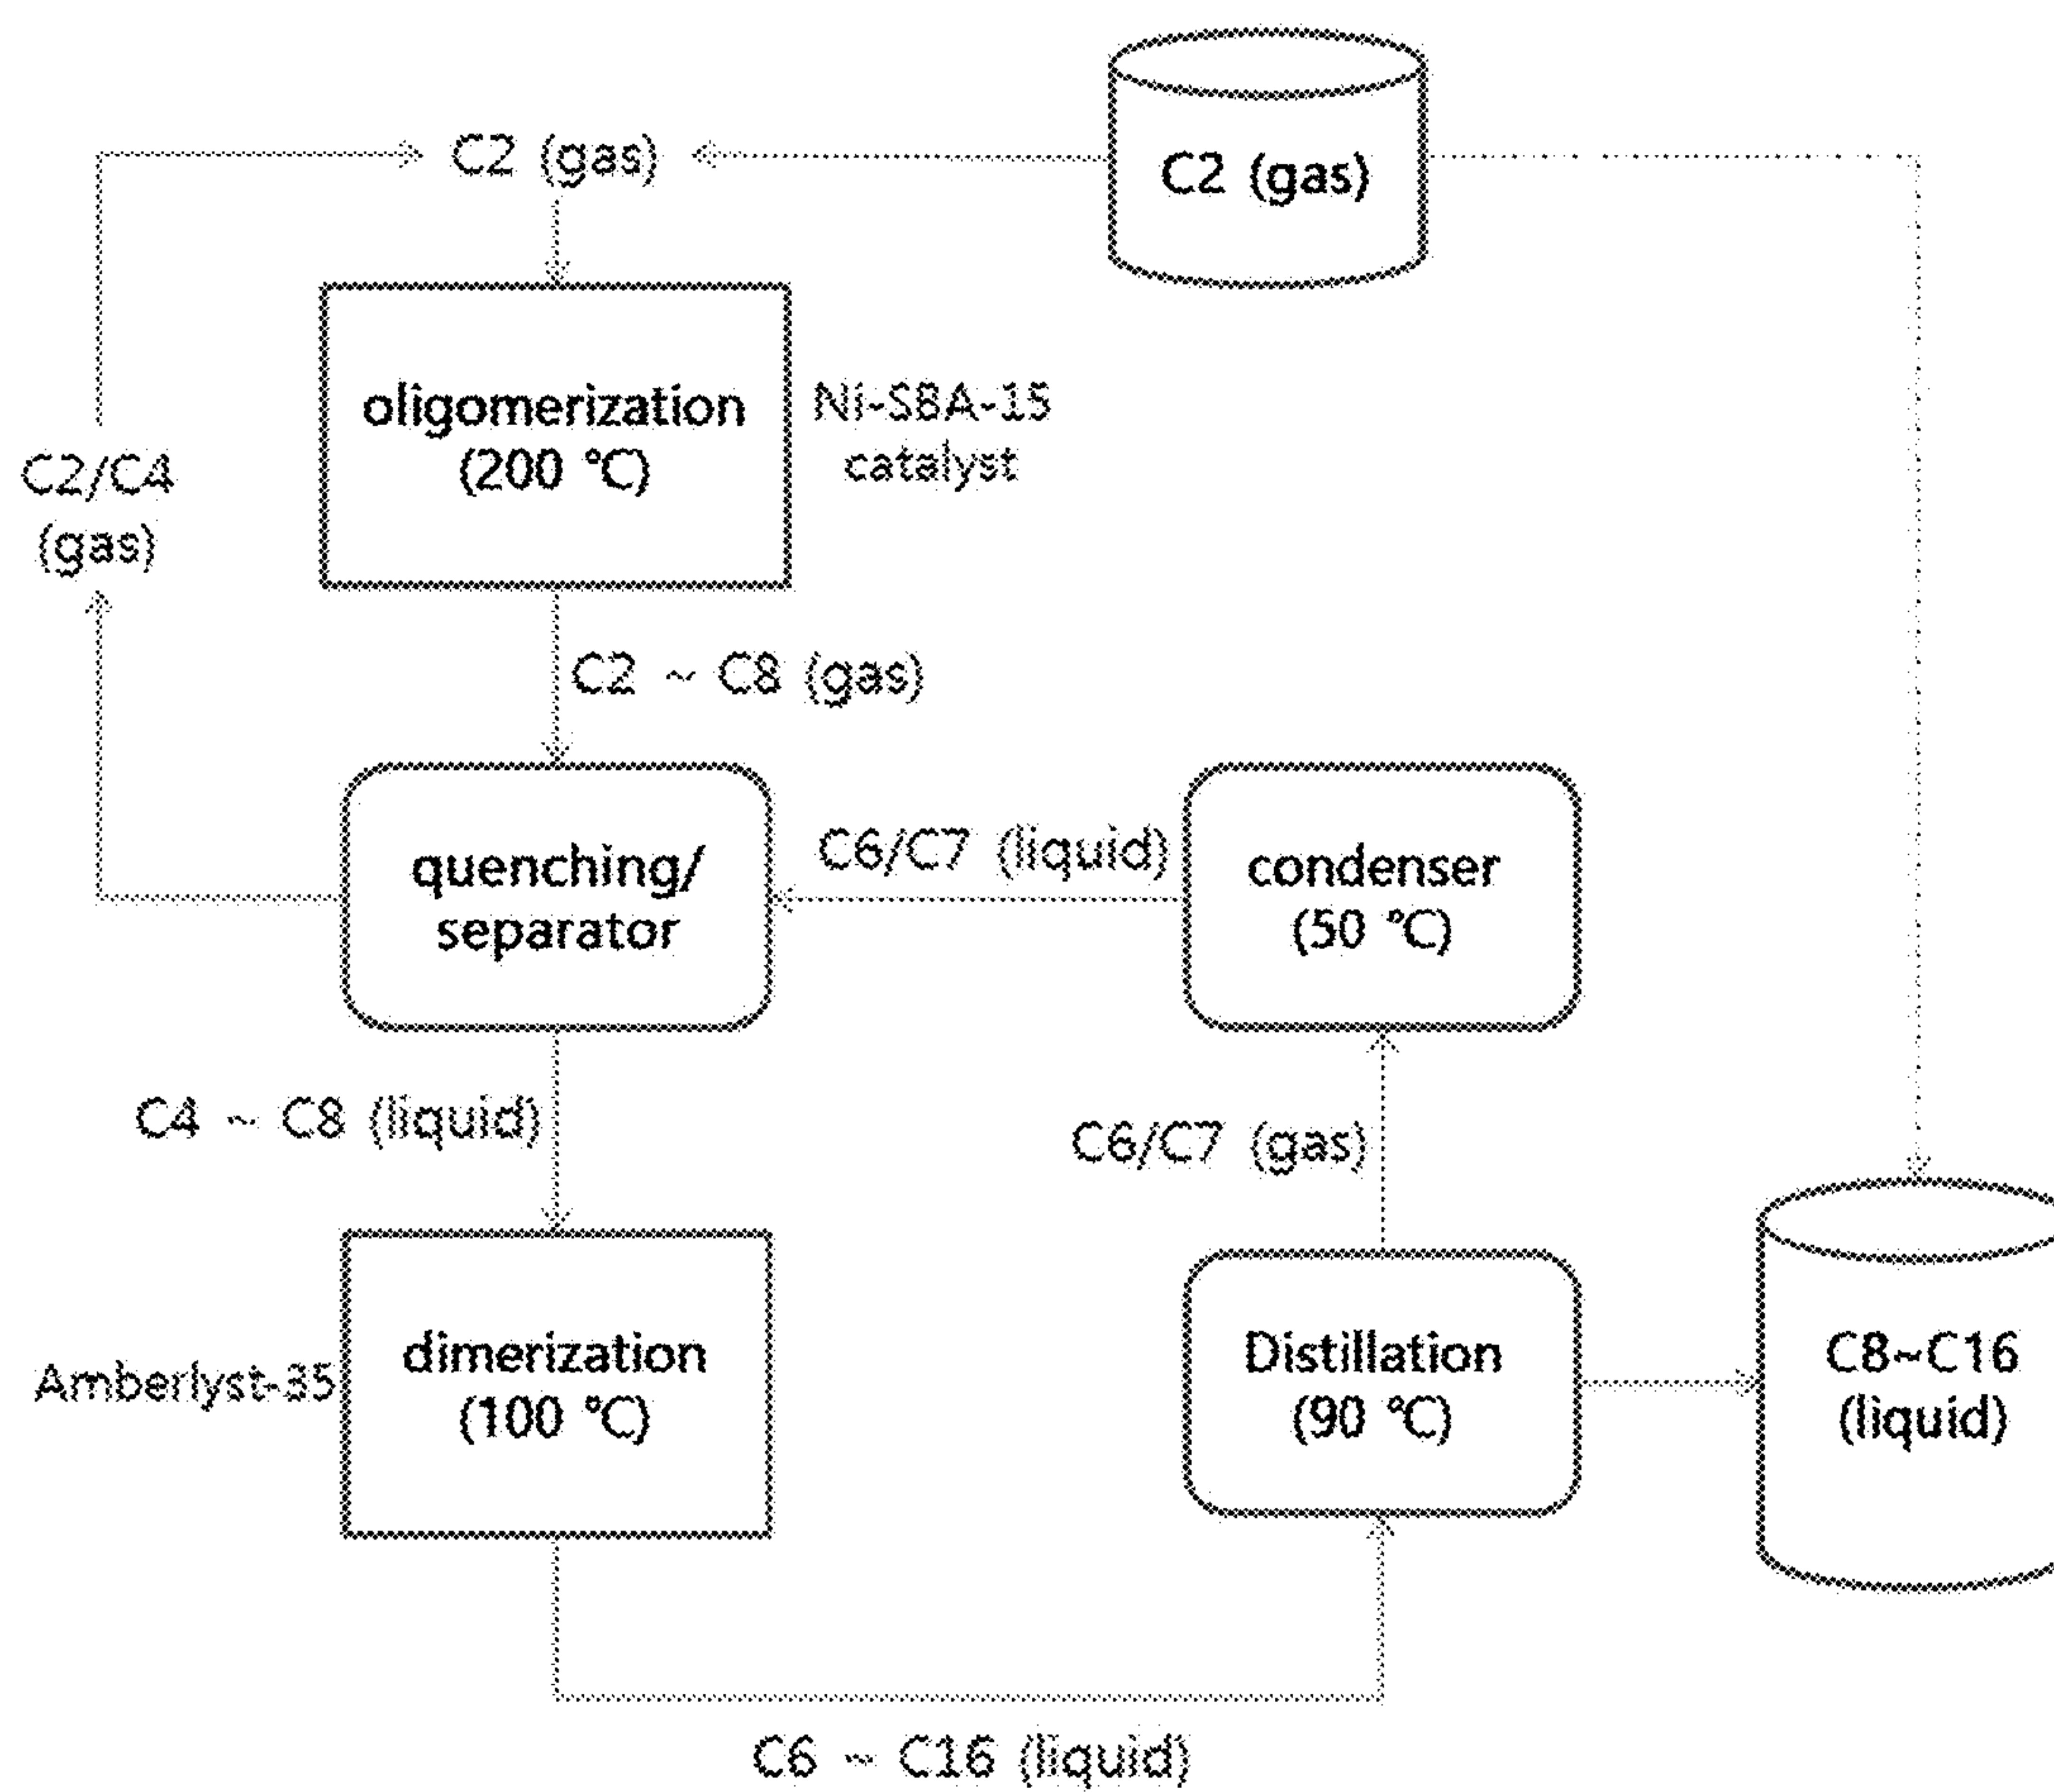 C2 (gas)
C2 (gas)
oligomerization
(200 ℃)
Ni-SBA-15
catalyst
C2/C4
(gas)
C2 ~ C8 (gas)
quenching/
separator
C6/C7 (liquid)
condenser
(50 ℃)
C4 ~ C8 (liquid)
C6/C7 (gas)
Amberlyst-35
dimerization
(100 ℃)
Distillation
(90 ℃)
C8~C16
(liquid)
C6 ~ C16 (liquid)